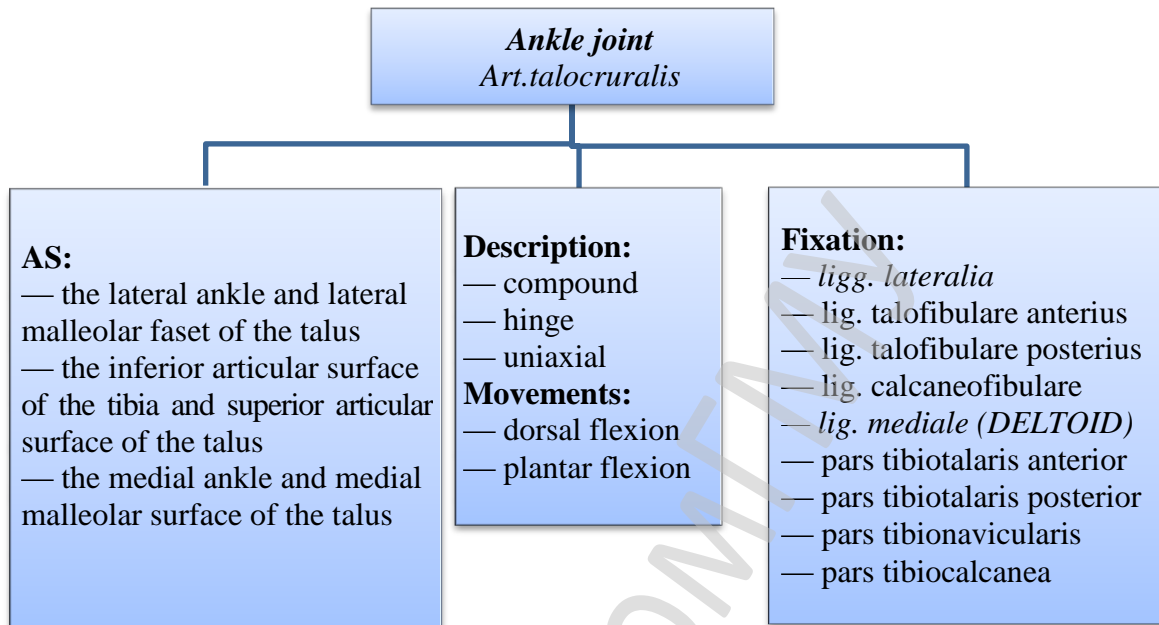 Ankle joint
Art.talocruralis
AS:
— the lateral ankle and lateral
malleolar faset of the talus
— the inferior articular surface
of the tibia and superior articular
surface of the talus
— the medial ankle and medial
malleolar surface of the talus
Description:
— compound
— hinge
— uniaxial
Movements:
— dorsal flexion
— plantar flexion
Fixation:
— ligg. lateralia
— lig. talofibulare anterius
— lig. talofibulare posterius
— lig. calcaneofibulare
— lig. mediale (DELTOID)
— pars tibiotalaris anterior
— pars tibiotalaris posterior
— pars tibionavicularis
— pars tibiocalcanea